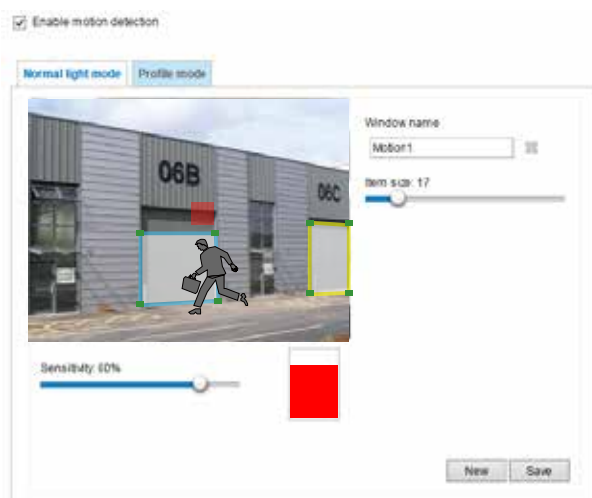 Enable motion detection
Normal light mode
Profile mode
Window name
Motion1
Item size: 17
06B
06C
Sensitivity: 80%
New
Save